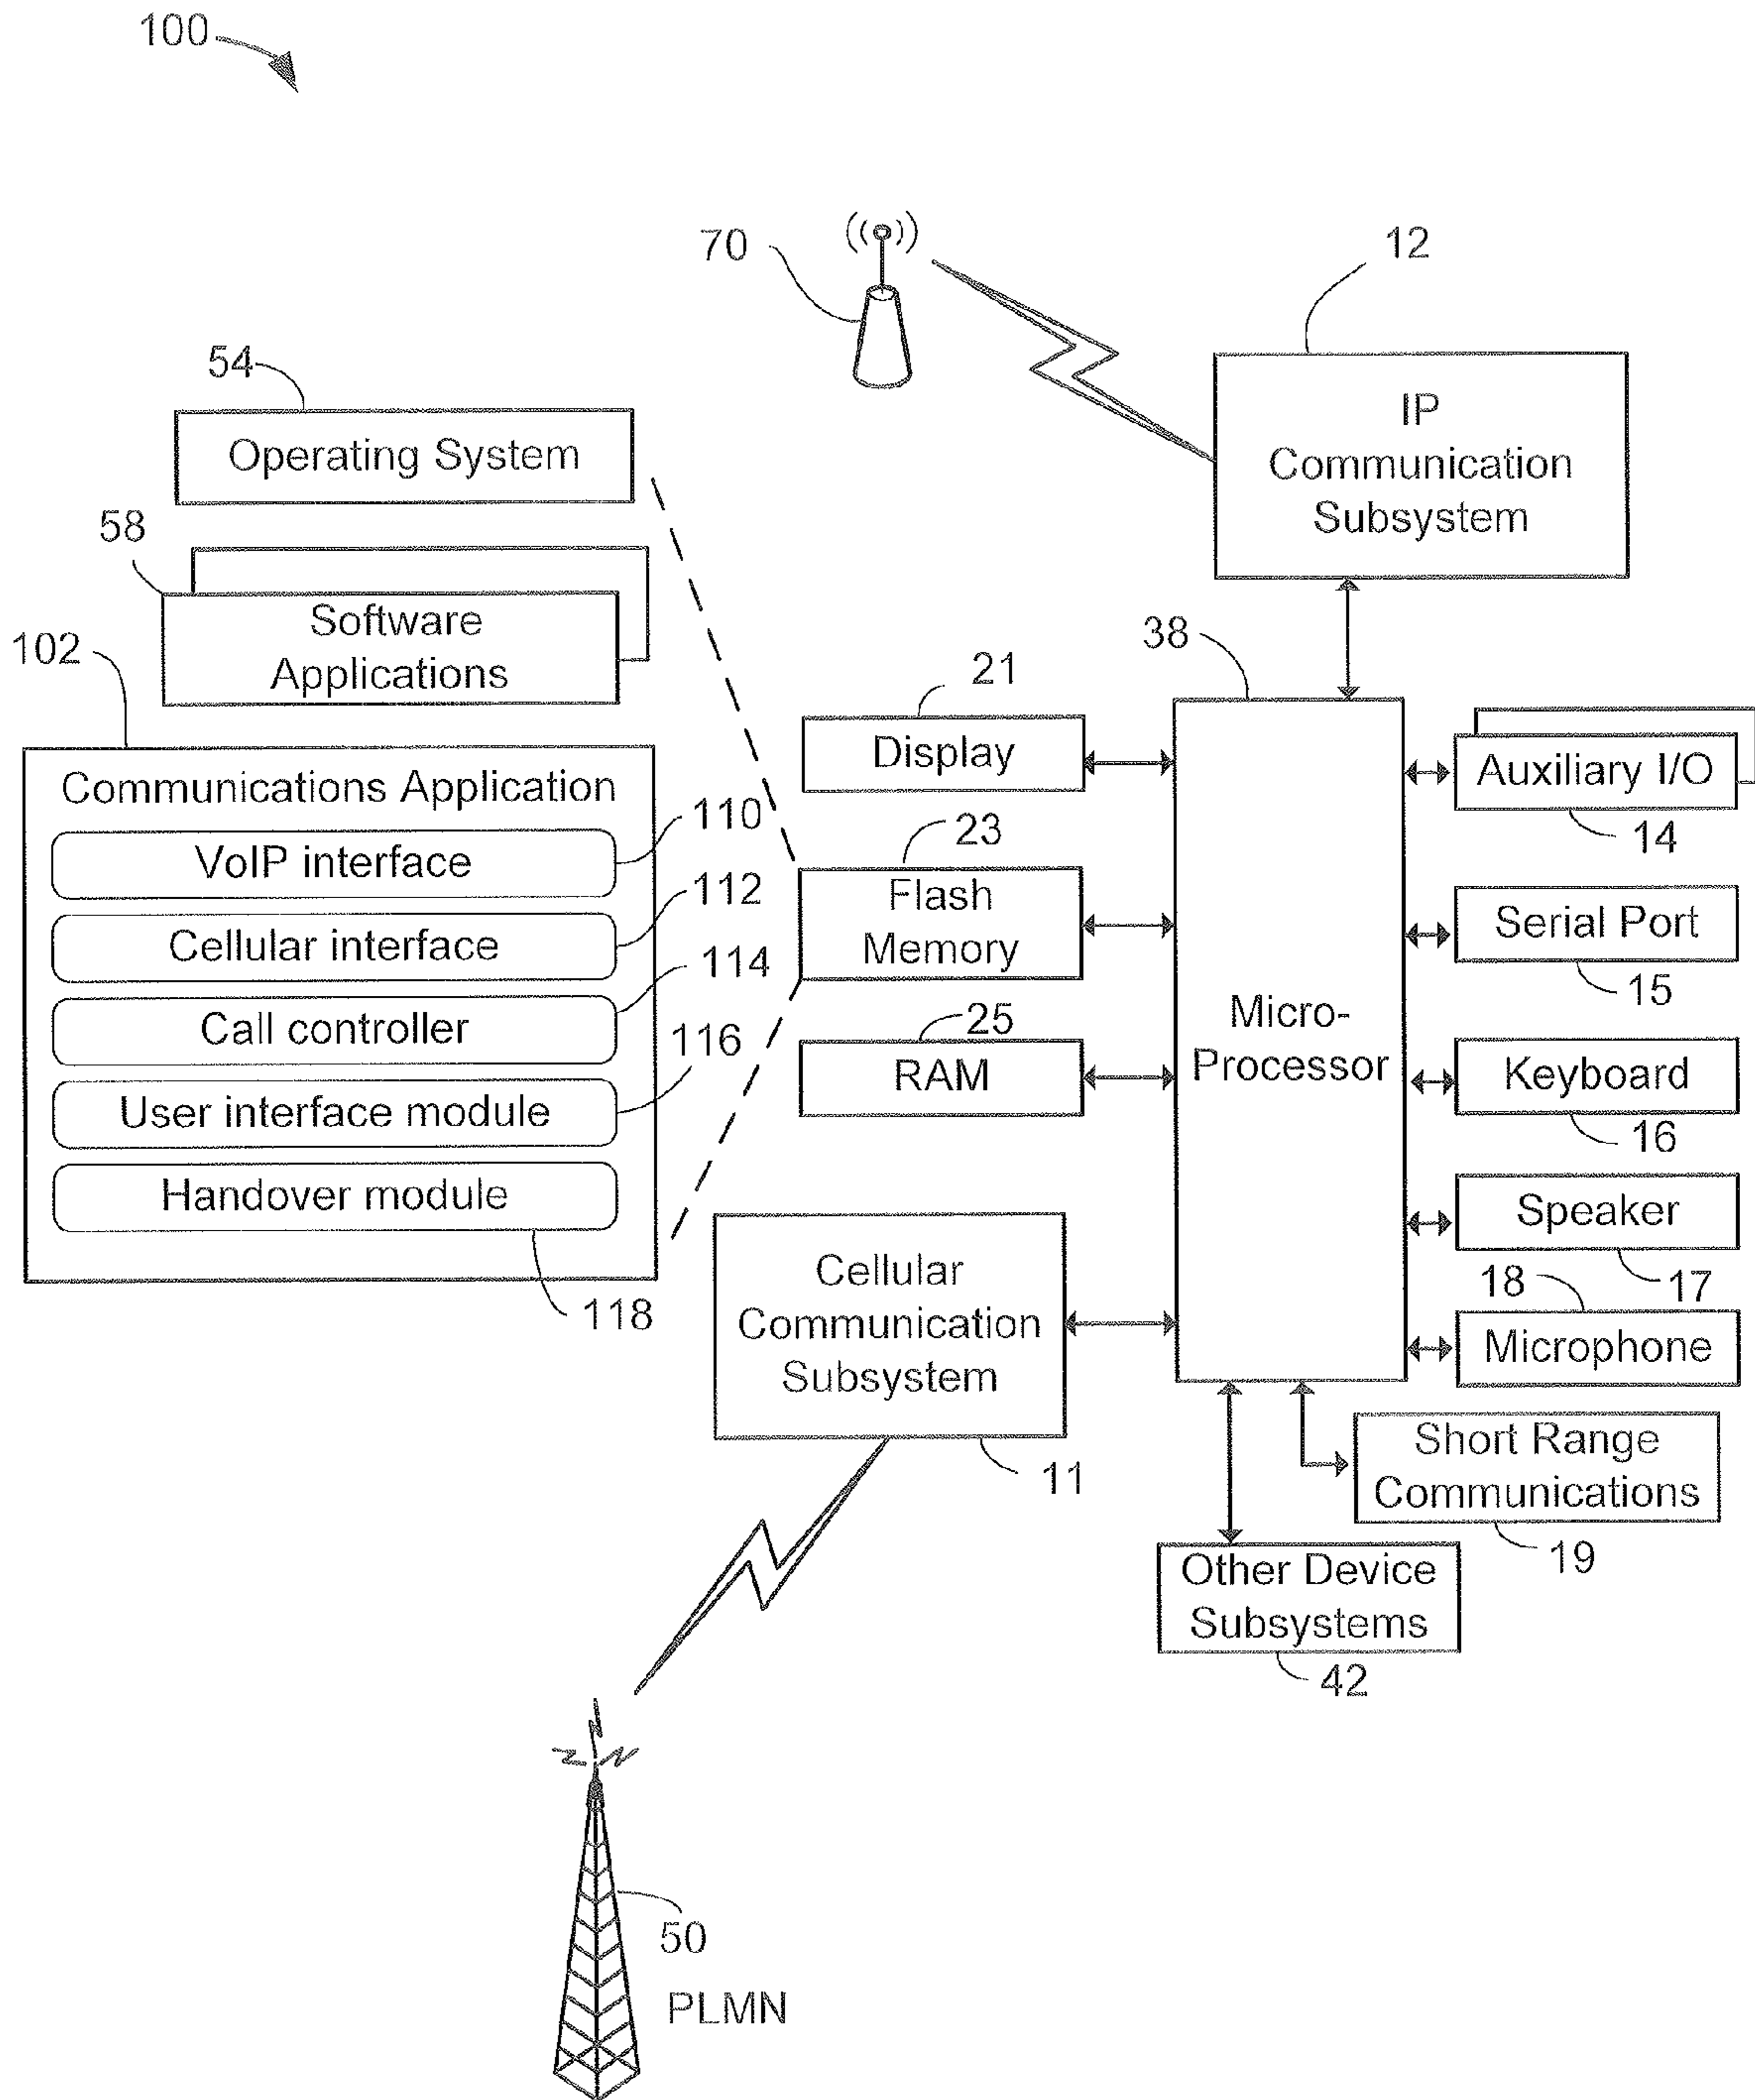 100
70
12
IP
Communication
Subsystem
54
Operating System
58
Software
Applications
102
Communications Application
VoIP interface
110
Cellular interface
112
Call controller
114
User interface module
116
Handover module
118
21
Display
23
Flash
Memory
25
RAM
38
Micro-
Processor
Auxiliary I/O
14
Serial Port
15
Keyboard
16
Speaker
17
18
Microphone
Cellular
Communication
Subsystem
11
Short Range
Communications
19
Other Device
Subsystems
42
50
PLMN